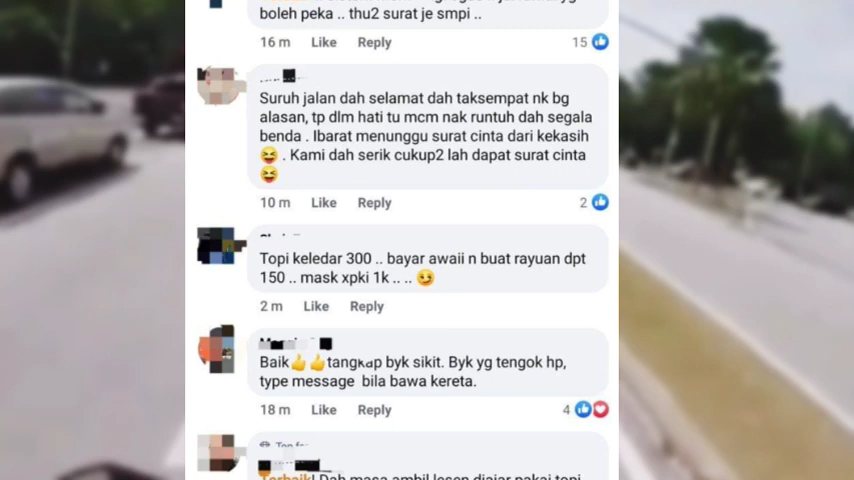 boleh peka .. thu2 surat je smpi ..
16 m Like Reply 15
Suruh jalan dah selamat dah taksempat nk bg
alasan, tp dlm hati tu mcm nak runtuh dah segala
benda . Ibarat menunggu surat cinta dari kekasih
😝 . Kami dah serik cukup2 lah dapat surat cinta
😝
10 m Like Reply 2
Topi keledar 300 .. bayar awaii n buat rayuan dpt
150 .. mask xpki 1k .. .. 😏
2 m Like Reply
Baik👍👍tangkap byk sikit. Byk yg tengok hp,
type message bila bawa kereta.
18 m Like Reply 4
Terbaik! Dah masa ambil lesen diajar pakai topi